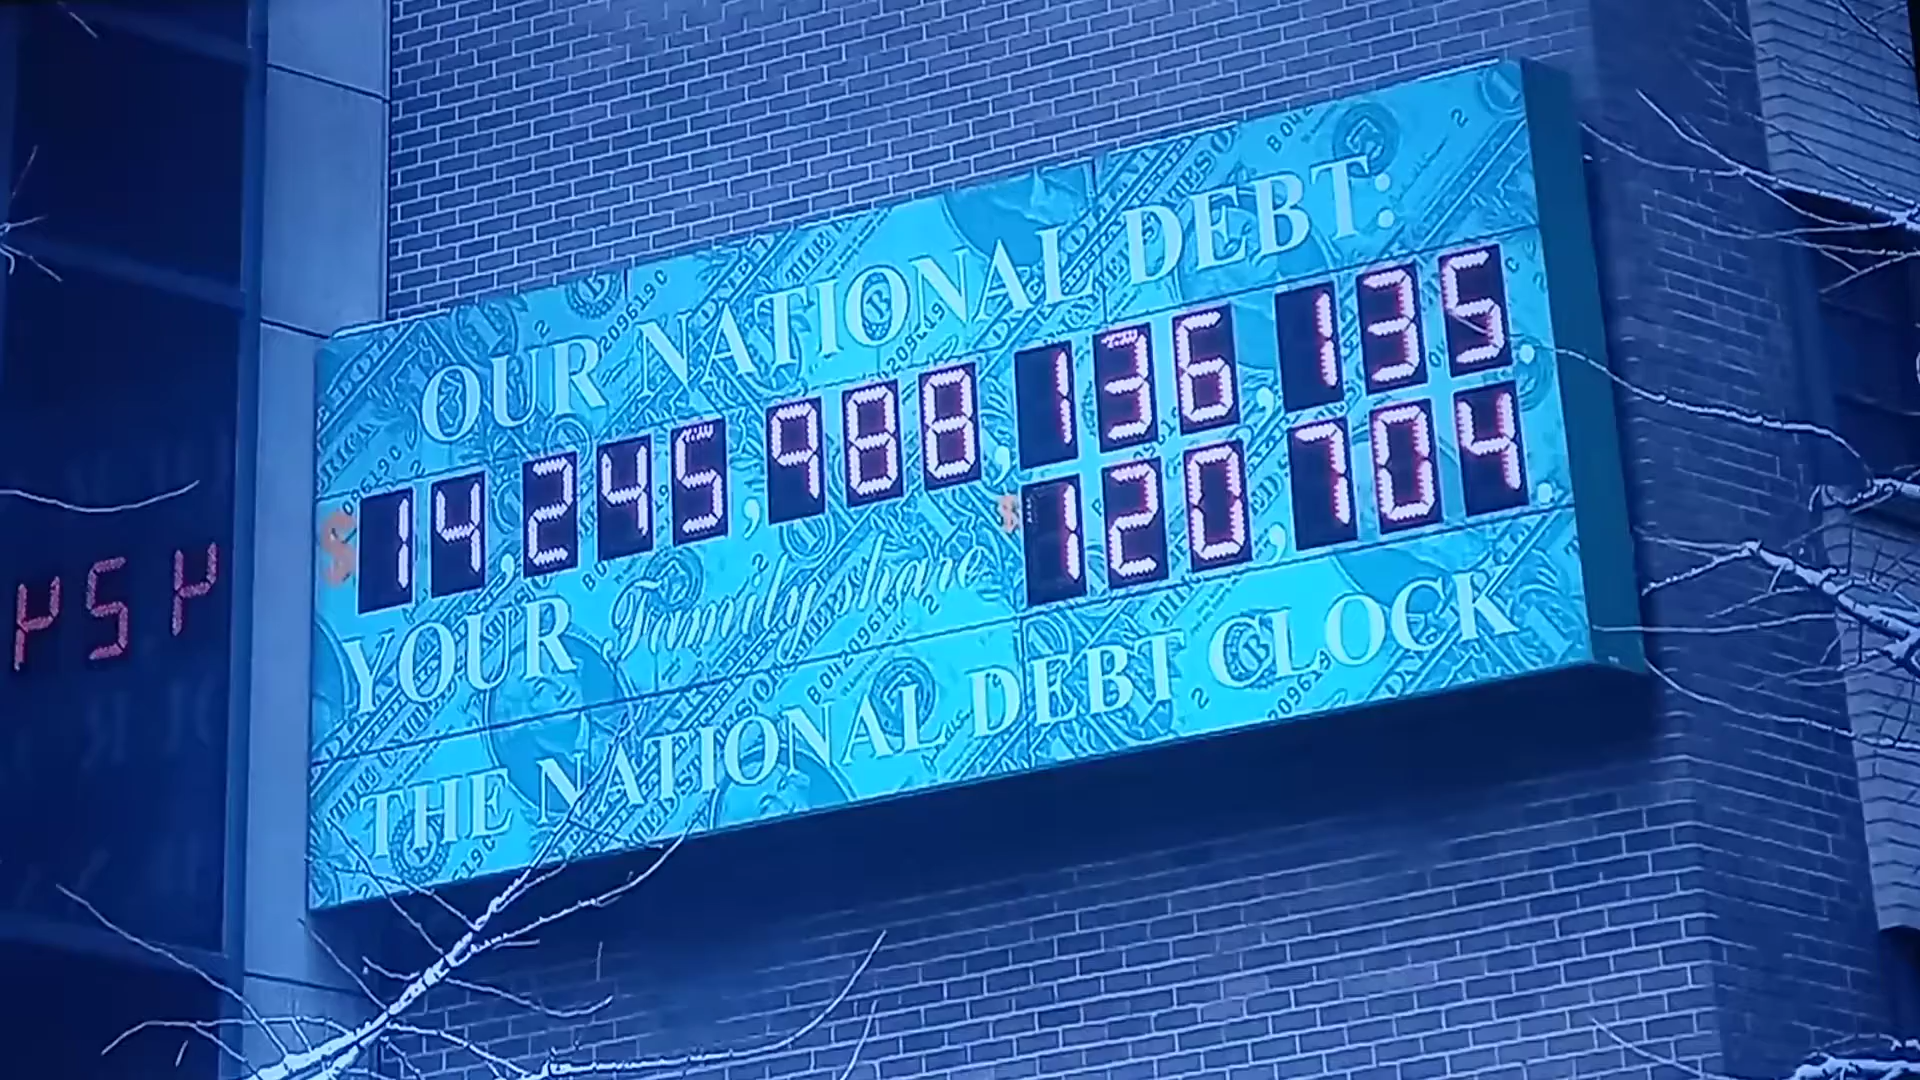 OUR NATIONAL DEBT:
$14,245,988,136,135
YOUR Family share $120,704
THE NATIONAL DEBT CLOCK